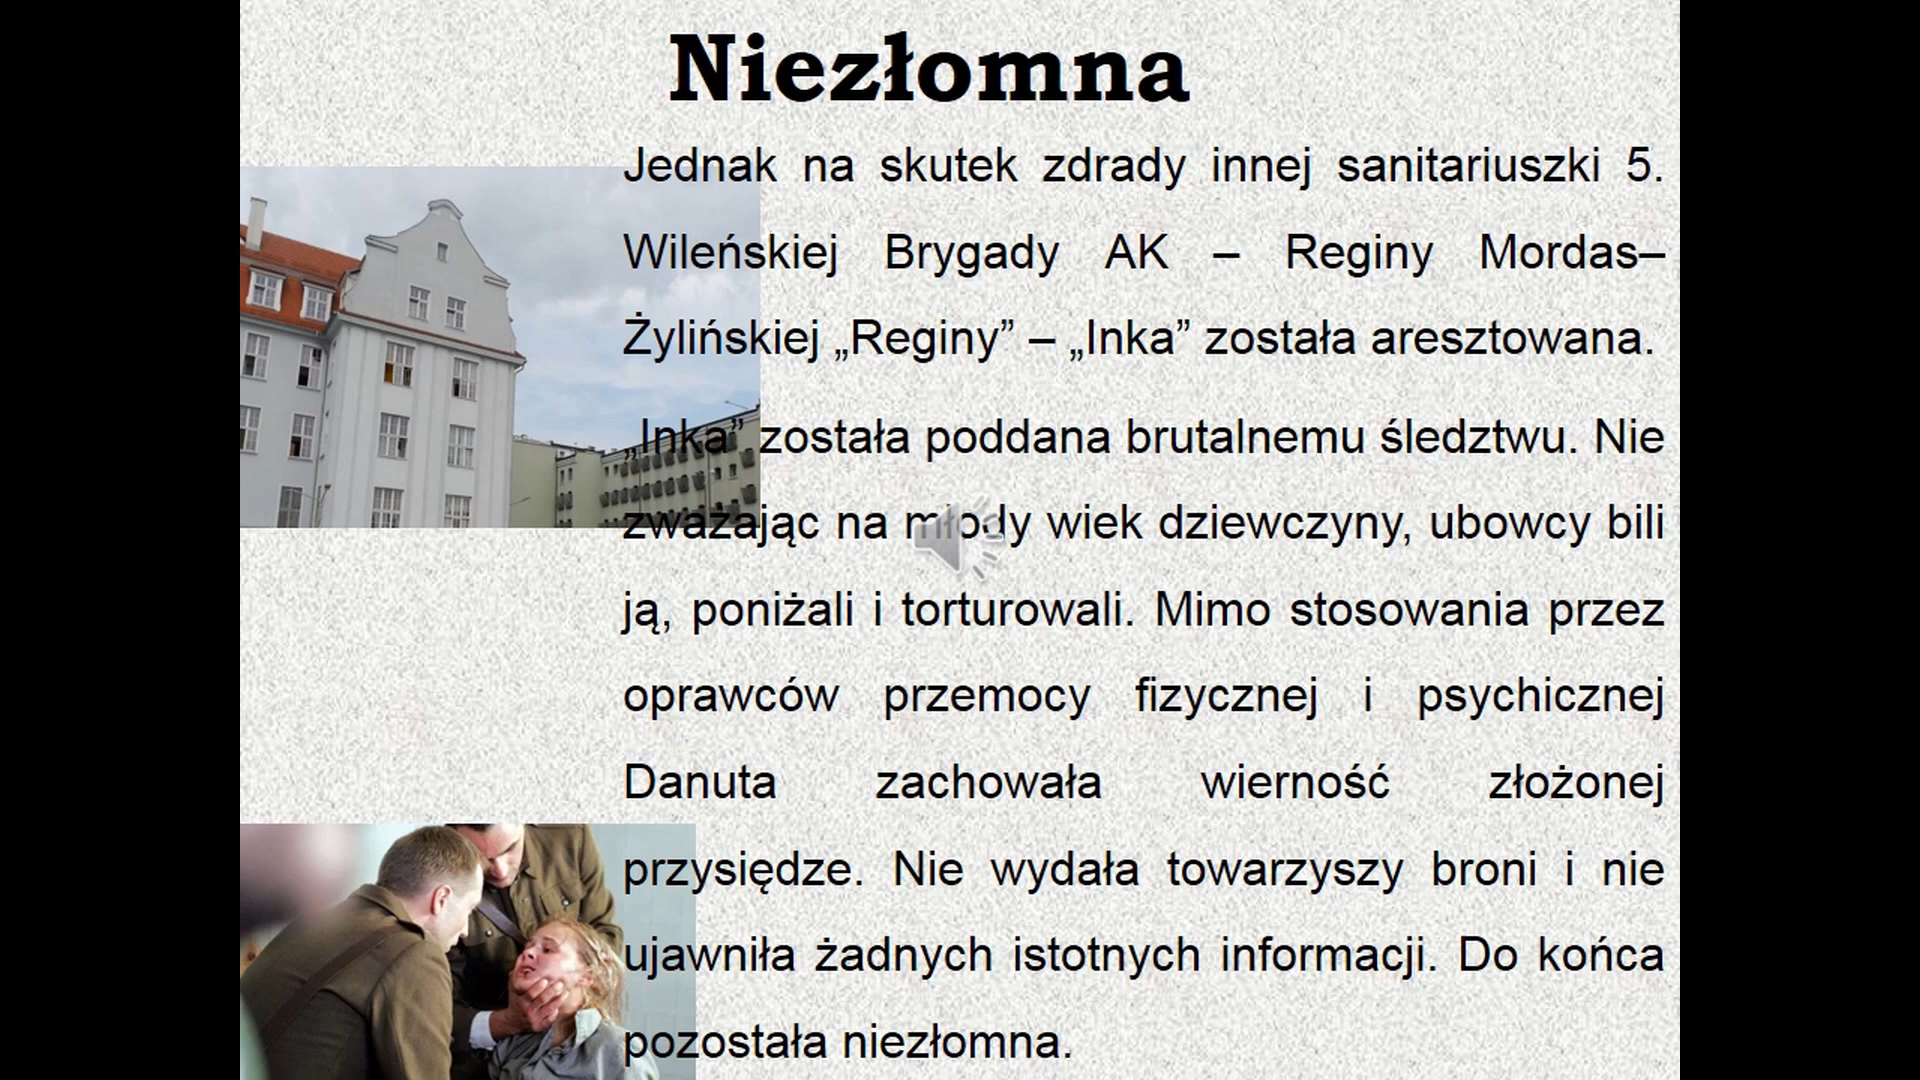 Niezłomna
Jednak na skutek zdrady innej sanitariuszki 5.
Wileńskiej Brygady AK – Reginy Mordas–
Żylińskiej „Reginy” – „Inka” została aresztowana.
„Inka” została poddana brutalnemu śledztwu. Nie
zważając na młody wiek dziewczyny, ubowcy bili
ją, poniżali i torturowali. Mimo stosowania przez
oprawców przemocy fizycznej i psychicznej
Danuta zachowała wierność złożonej
przysiędze. Nie wydała towarzyszy broni i nie
ujawniła żadnych istotnych informacji. Do końca
pozostała niezłomna.